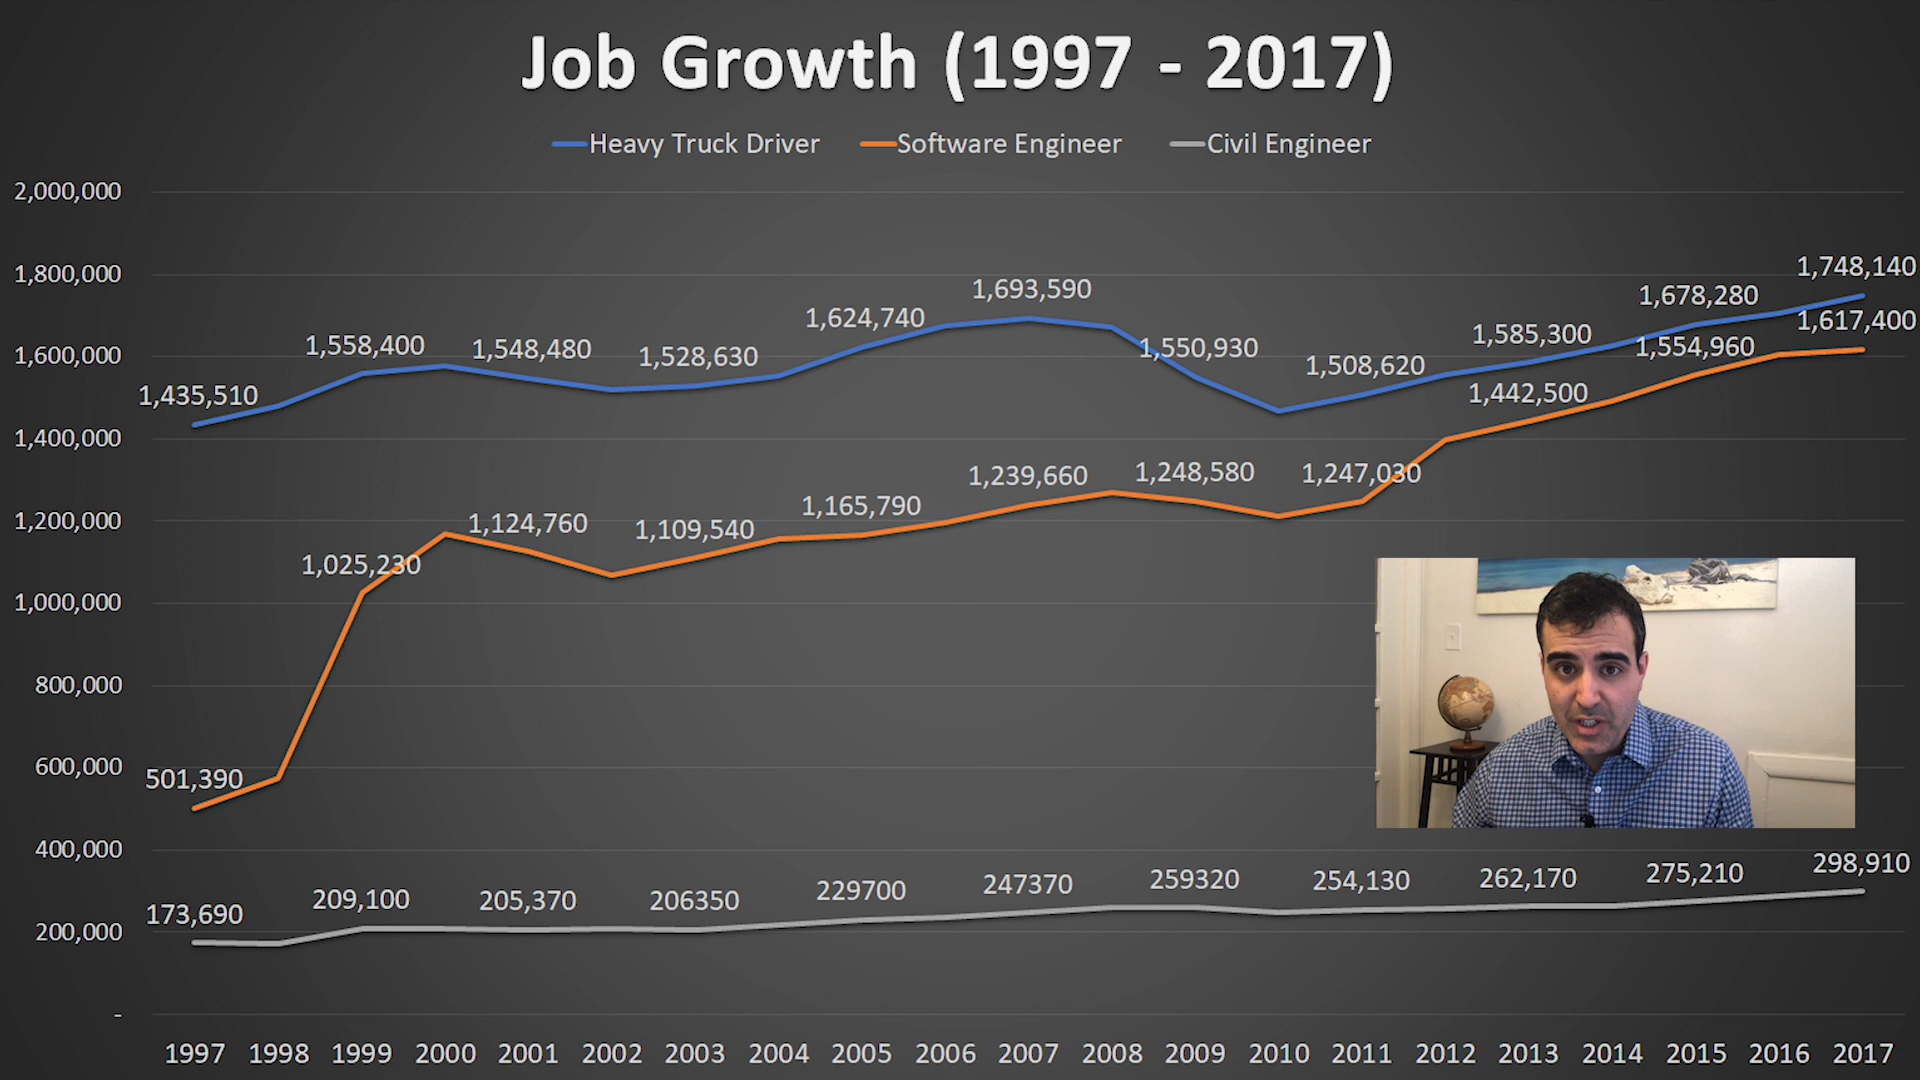 Job Growth (1997 - 2017)
Heavy Truck Driver Software Engineer Civil Engineer
2,000,000
1,800,000
1,600,000
1,400,000
1,200,000
1,000,000
800,000
600,000
400,000
200,000
-
1,435,510 1,558,400 1,548,480 1,528,630 1,624,740 1,693,590 1,550,930 1,508,620 1,585,300 1,678,280 1,748,140
501,390 1,025,230 1,124,760 1,109,540 1,165,790 1,239,660 1,248,580 1,247,030 1,442,500 1,554,960 1,617,400
173,690 209,100 205,370 206350 229700 247370 259320 254,130 262,170 275,210 298,910
1997 1998 1999 2000 2001 2002 2003 2004 2005 2006 2007 2008 2009 2010 2011 2012 2013 2014 2015 2016 2017